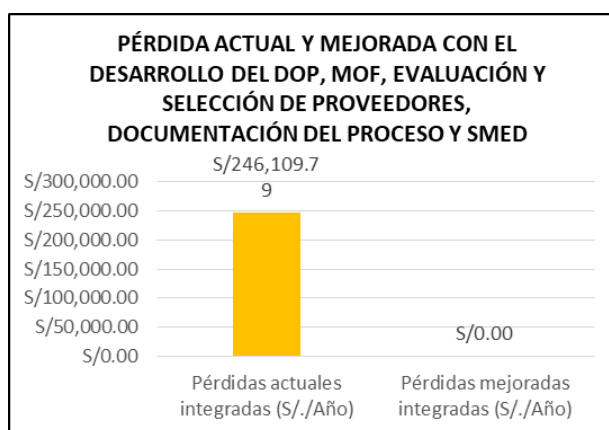 PÉRDIDA ACTUAL Y MEJORADA CON EL
DESARROLLO DEL DOP, MOF, EVALUACIÓN Y
SELECCIÓN DE PROVEEDORES,
DOCUMENTACIÓN DEL PROCESO Y SMED
S/246,109.7
9
S/300,000.00
S/250,000.00
S/200,000.00
S/150,000.00
S/100,000.00
S/50,000.00
S/0.00
S/0.00
Pérdidas actuales
integradas (S/./Año)
Pérdidas mejoradas
integradas (S/./Año)